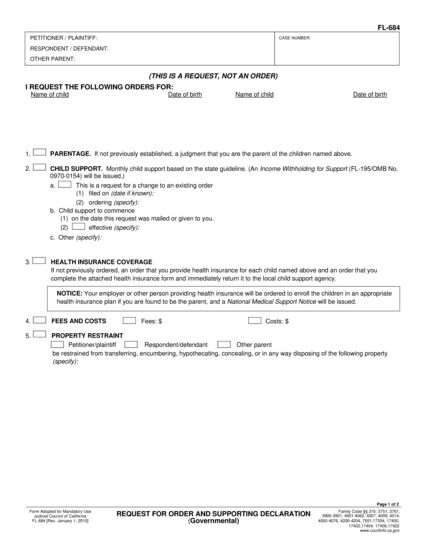 FL-684
PETITIONER / PLAINTIFF:
CASE NUMBER:
RESPONDENT / DEFENDANT:
OTHER PARENT:
(THIS IS A REQUEST, NOT AN ORDER)
I REQUEST THE FOLLOWING ORDERS FOR:
Name of child Date of birth Name of child Date of birth
1. PARENTAGE. If not previously established, a judgment that you are the parent of the children named above.
2. CHILD SUPPORT. Monthly child support based on the state guideline. (An Income Withholding for Support (FL-195/OMB No.
0970-0154) will be issued.)
a. This is a request for a change to an existing order
(1) filed on (date if known):
(2) ordering (specify):
b. Child support to commence
(1) on the date this request was mailed or given to you.
(2) effective (specify):
c. Other (specify):
3. HEALTH INSURANCE COVERAGE
If not previously ordered, an order that you provide health insurance for each child named above and an order that you
complete the attached health insurance form and immediately return it to the local child support agency.
NOTICE: Your employer or other person providing health insurance will be ordered to enroll the children in an appropriate
health insurance plan if you are found to be the parent, and a National Medical Support Notice will be issued.
4. FEES AND COSTS Fees: $ Costs: $
5. PROPERTY RESTRAINT
Petitioner/plaintiff Respondent/defendant Other parent
be restrained from transferring, encumbering, hypothecating, concealing, or in any way disposing of the following property
(specify):
Page 1 of 2
Form Adopted for Mandatory Use
Judicial Council of California
FL-684 [Rev. January 1, 2010]
REQUEST FOR ORDER AND SUPPORTING DECLARATION
(Governmental)
Family Code §§ 215, 3751, 3761,
3900-3901, 4001-4062, 4007, 4009, 4014,
4050-4076, 4200-4204, 7551,17304, 17400,
17402,17404, 17406,17422
www.courtinfo.ca.gov